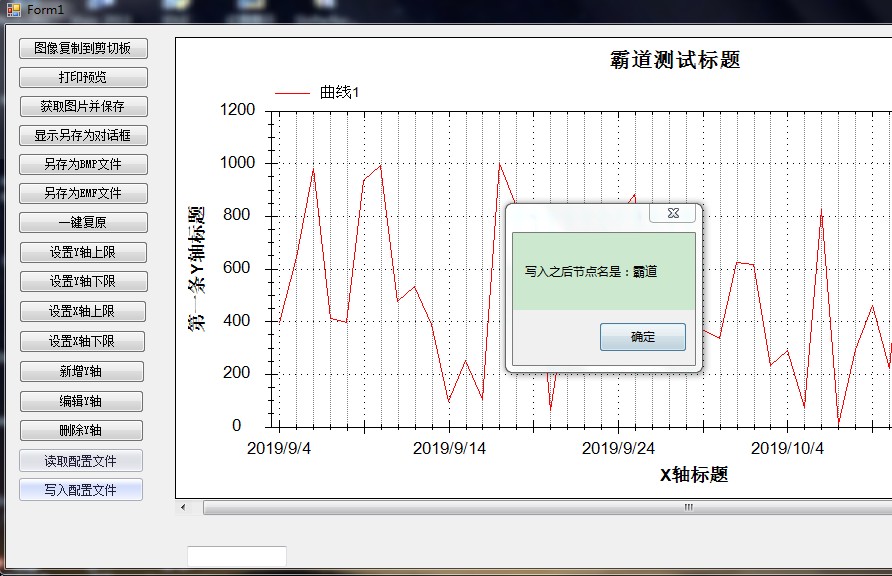 Form1
图像复制到剪切板
打印预览
获取图片并保存
显示另存为对话框
另存为BMP文件
另存为EMF文件
一键复原
设置Y轴上限
设置Y轴下限
设置X轴上限
设置X轴下限
新增Y轴
编辑Y轴
删除Y轴
读取配置文件
写入配置文件
霸道测试标题
曲线1
第一条Y轴标题
1200
1000
800
600
400
200
0
2019/9/4 2019/9/14 2019/9/24 2019/10/4
X轴标题
写入之后节点名是：霸道
确定